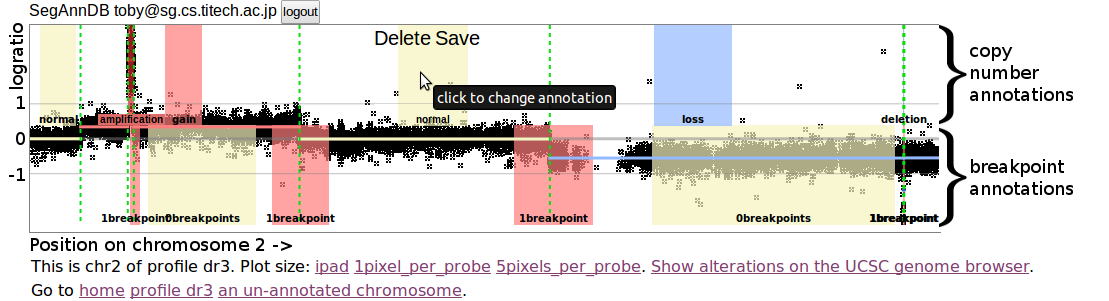 SegAnnDB toby@sg.cs.titech.ac.jp logout
Delete Save
logratio
copy
number
annotations
click to change annotation
1
normal amplification gain normal loss deletion
0
breakpoint
annotations
-1
1breakpoint 0breakpoints 1breakpoint 1breakpoint 0breakpoints 1breakpoint
Position on chromosome 2 ->
This is chr2 of profile dr3. Plot size: ipad 1pixel_per_probe 5pixels_per_probe. Show alterations on the UCSC genome browser.
Go to home profile dr3 an un-annotated chromosome.